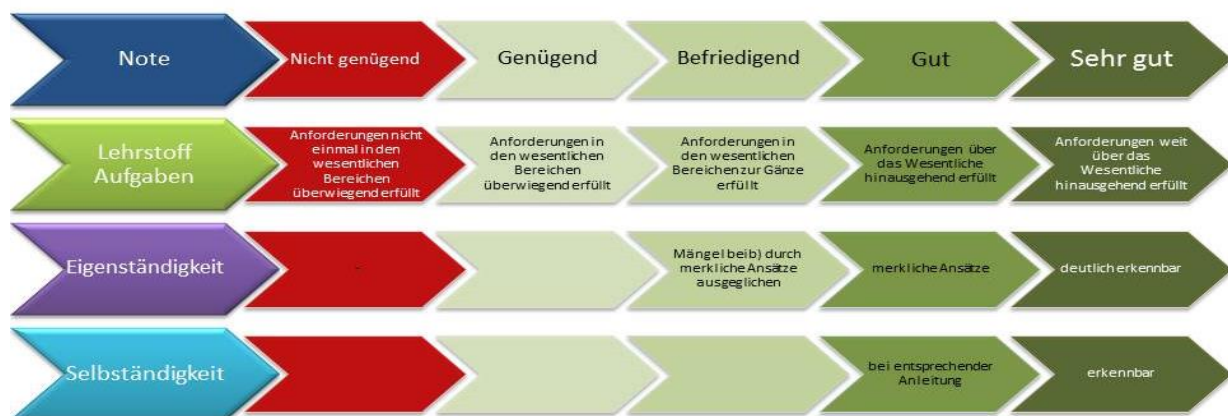 Note
Nicht genügend
Genügend
Befriedigend
Gut
Sehr gut
Lehrstoff
Aufgaben
Anforderungen nicht
einmal in den
wesentlichen
Bereichen
überwiegend erfüllt
Anforderungen in
den wesentlichen
Bereichen
überwiegend erfüllt
Anforderungen in
den wesentlichen
Bereichen zur Gänze
erfüllt
Anforderungen über
das Wesentliche
hinausgehend erfüllt
Anforderungen weit
über das
Wesentliche
hinausgehend erfüllt
Eigenständigkeit
-
Mängel bei b) durch
merkliche Ansätze
ausgeglichen
merkliche Ansätze
deutlich erkennbar
Selbständigkeit
bei entsprechender
Anleitung
erkennbar